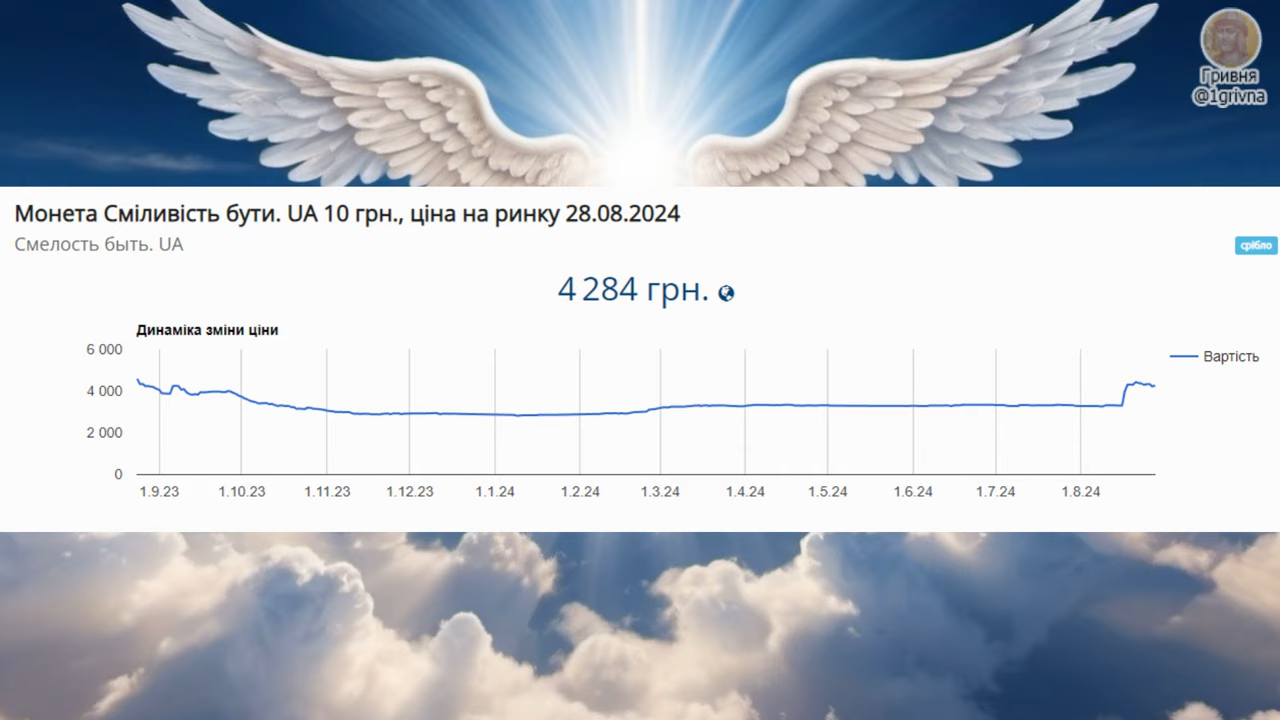 Гривня
@1grivna
Монета Сміливість бути. UA 10 грн., ціна на ринку 28.08.2024
Смелость быть. UA
срібло
4 284 грн.
Динаміка зміни ціни
6 000
4 000
2 000
0
Вартість
1.9.23 1.10.23 1.11.23 1.12.23 1.1.24 1.2.24 1.3.24 1.4.24 1.5.24 1.6.24 1.7.24 1.8.24